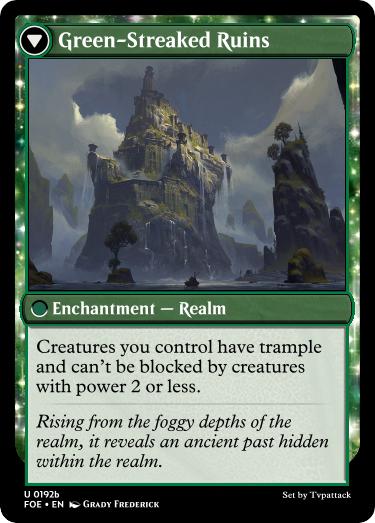 Green-Streaked Ruins
Enchantment — Realm
Creatures you control have trample
and can't be blocked by creatures
with power 2 or less.
Rising from the foggy depths of the
realm, it reveals an ancient past hidden
within the realm.
U 0192b
FOE • EN Grady Frederick
Set by Tvpattack